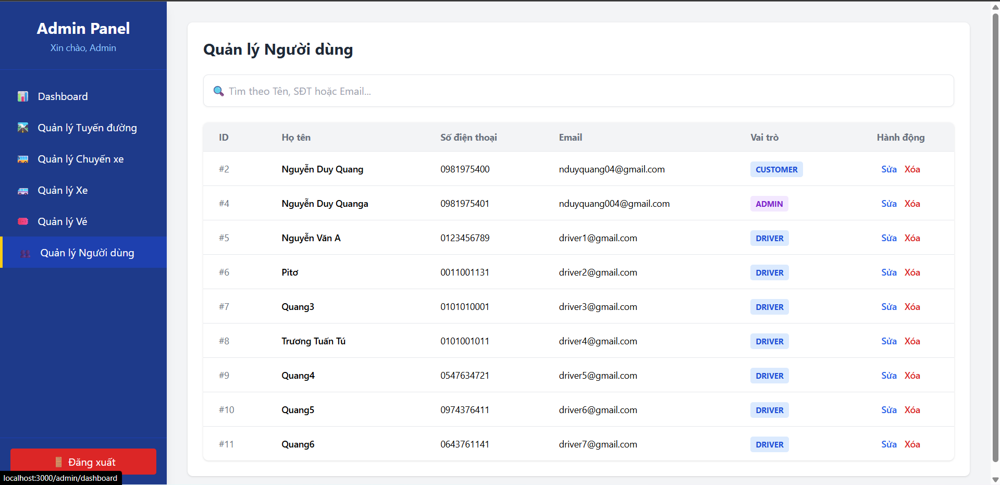 Admin Panel
Xin chào, Admin
Dashboard
Quản lý Tuyến đường
Quản lý Chuyến xe
Quản lý Xe
Quản lý Vé
Quản lý Người dùng
Đăng xuất
localhost:3000/admin/dashboard
Quản lý Người dùng
Tìm theo Tên, SĐT hoặc Email...
ID Họ tên Số điện thoại Email Vai trò Hành động
#2 Nguyễn Duy Quang 0981975400 nduyquang04@gmail.com CUSTOMER Sửa Xóa
#4 Nguyễn Duy Quanga 0981975401 nduyquang004@gmail.com ADMIN Sửa Xóa
#5 Nguyễn Văn A 0123456789 driver1@gmail.com DRIVER Sửa Xóa
#6 Pitơ 0011001131 driver2@gmail.com DRIVER Sửa Xóa
#7 Quang3 0101010001 driver3@gmail.com DRIVER Sửa Xóa
#8 Trương Tuấn Tú 0101001011 driver4@gmail.com DRIVER Sửa Xóa
#9 Quang4 0547634721 driver5@gmail.com DRIVER Sửa Xóa
#10 Quang5 0974376411 driver6@gmail.com DRIVER Sửa Xóa
#11 Quang6 0643761141 driver7@gmail.com DRIVER Sửa Xóa